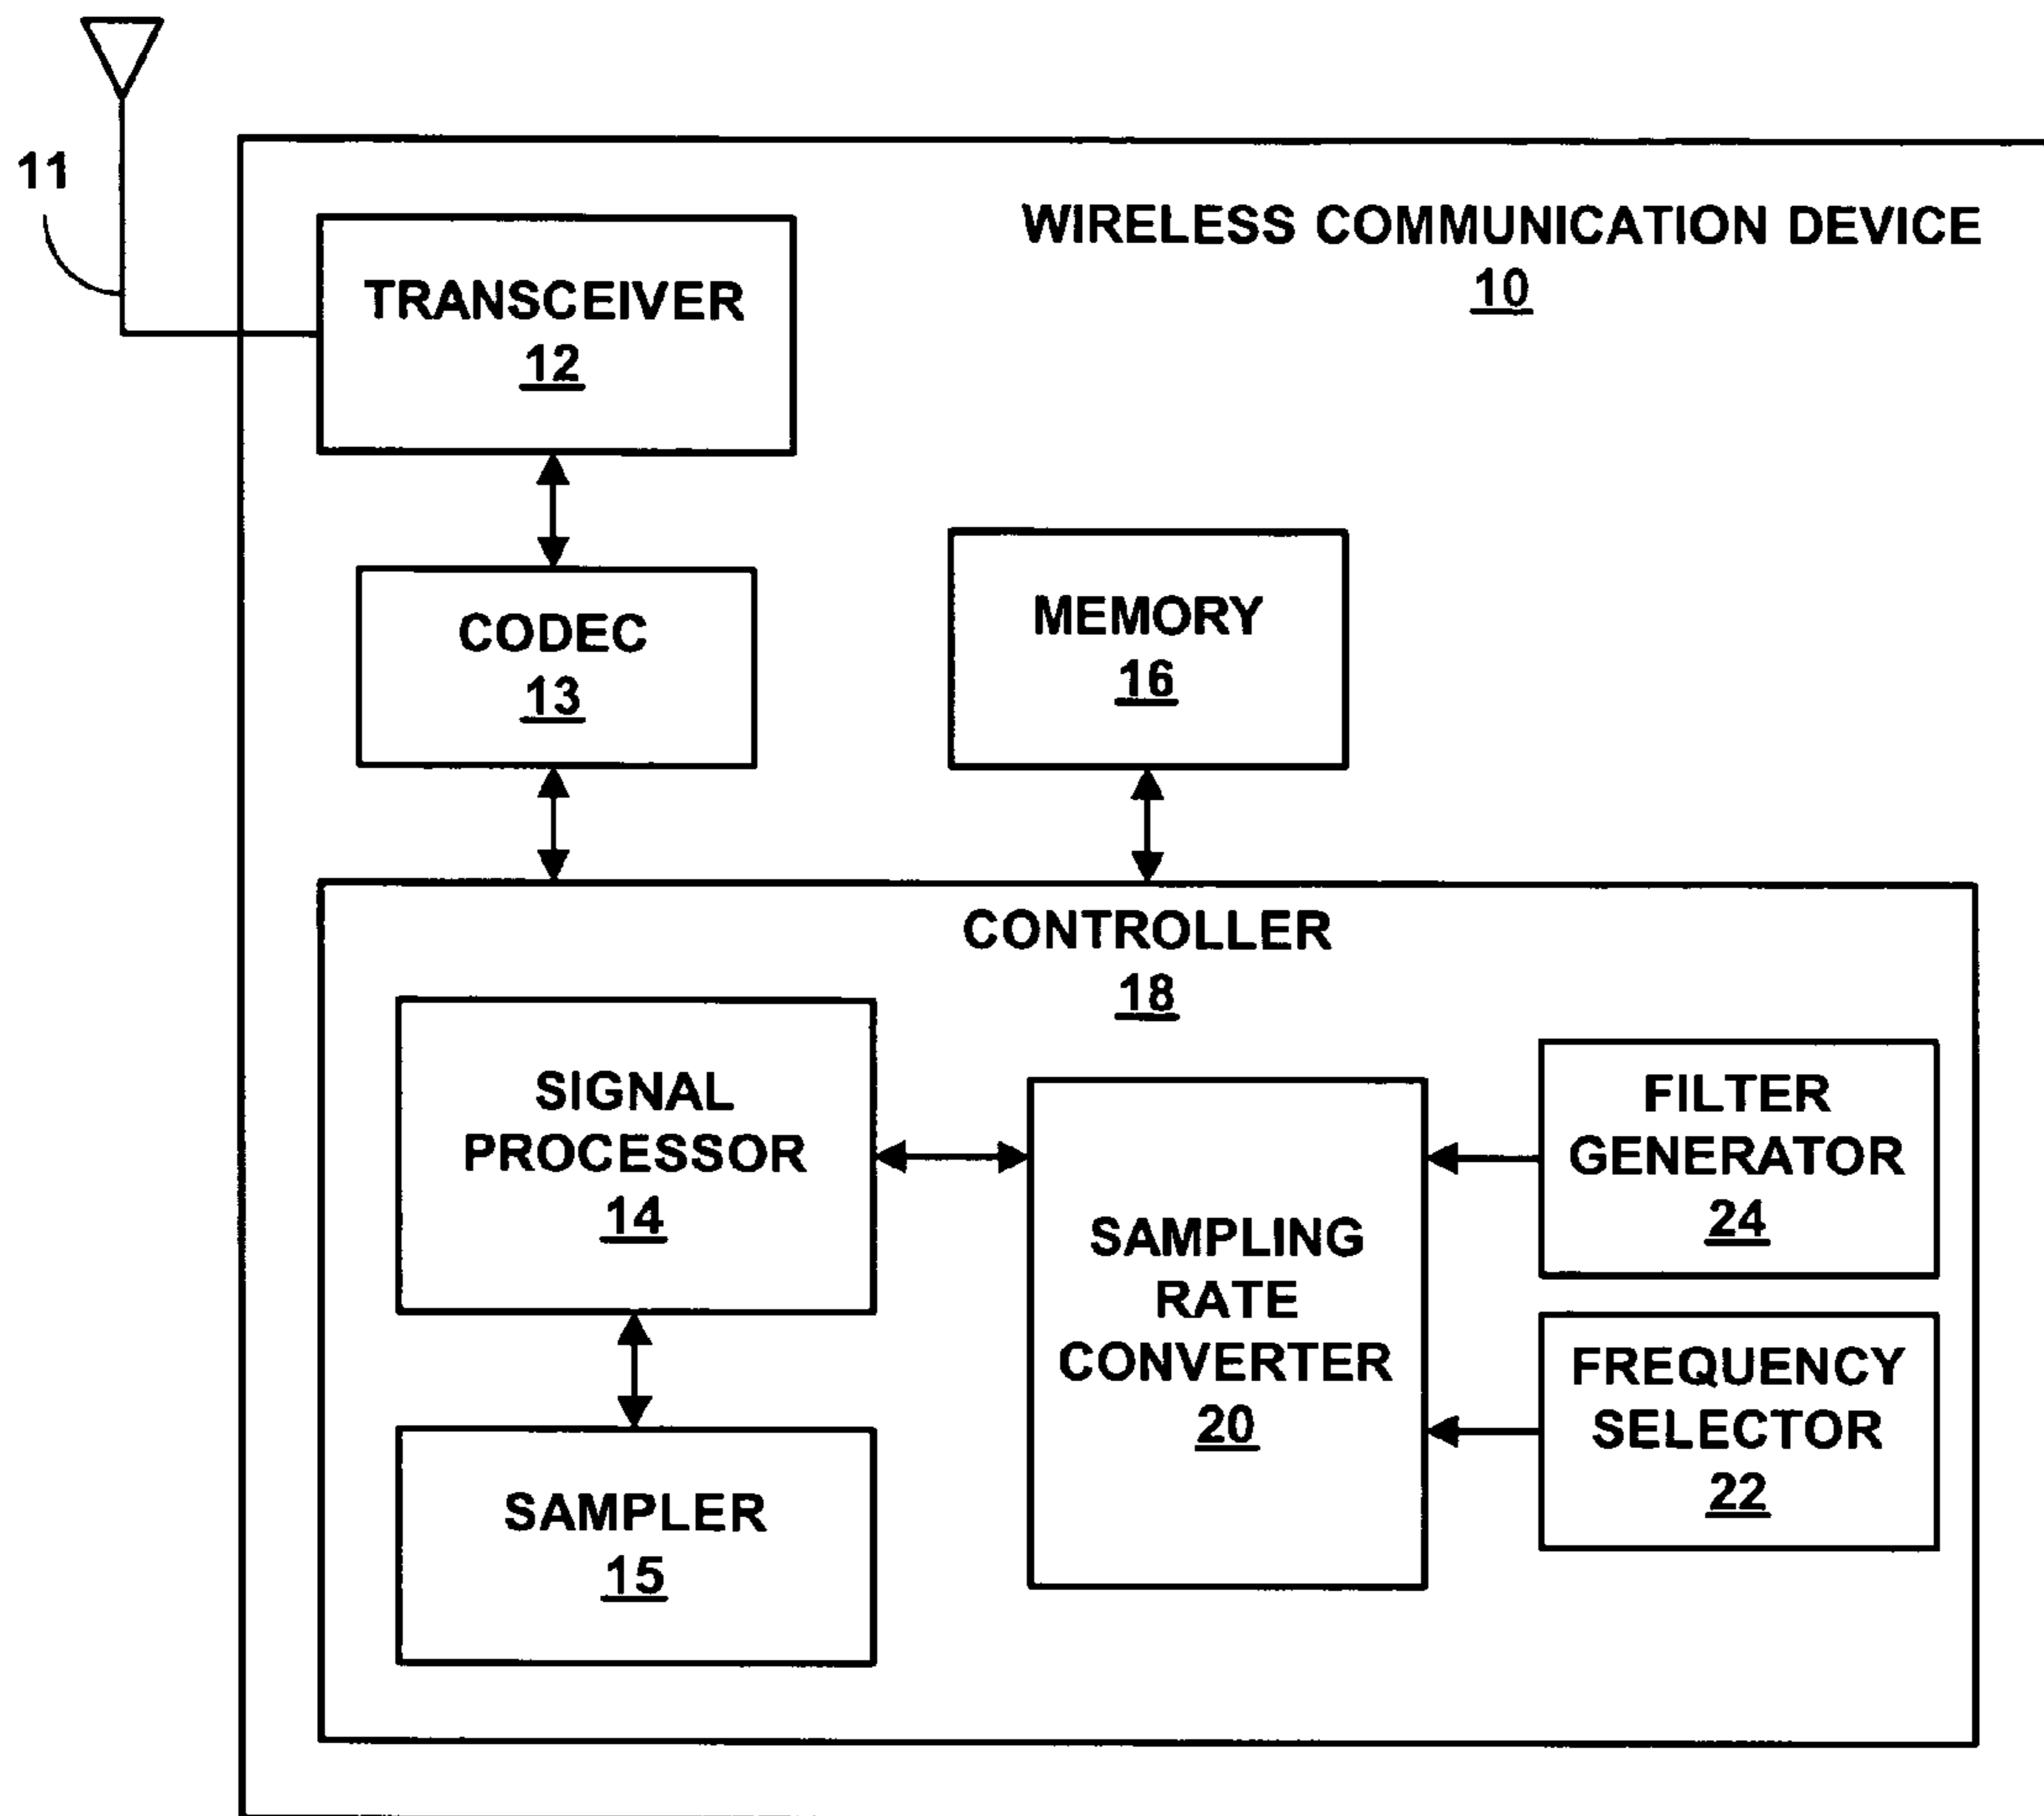 11
WIRELESS COMMUNICATION DEVICE
10
TRANSCEIVER
12
CODEC
13
MEMORY
16
CONTROLLER
18
SIGNAL
PROCESSOR
14
SAMPLER
15
SAMPLING
RATE
CONVERTER
20
FILTER
GENERATOR
24
FREQUENCY
SELECTOR
22